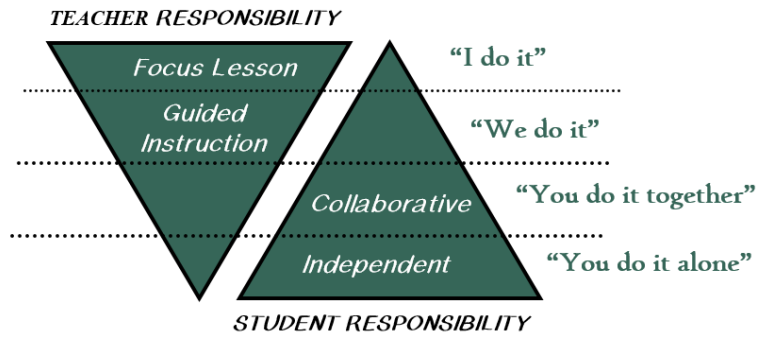 TEACHER RESPONSIBILITY
Focus Lesson
“I do it”
Guided
Instruction
“We do it”
Collaborative
“You do it together”
Independent
“You do it alone”
STUDENT RESPONSIBILITY